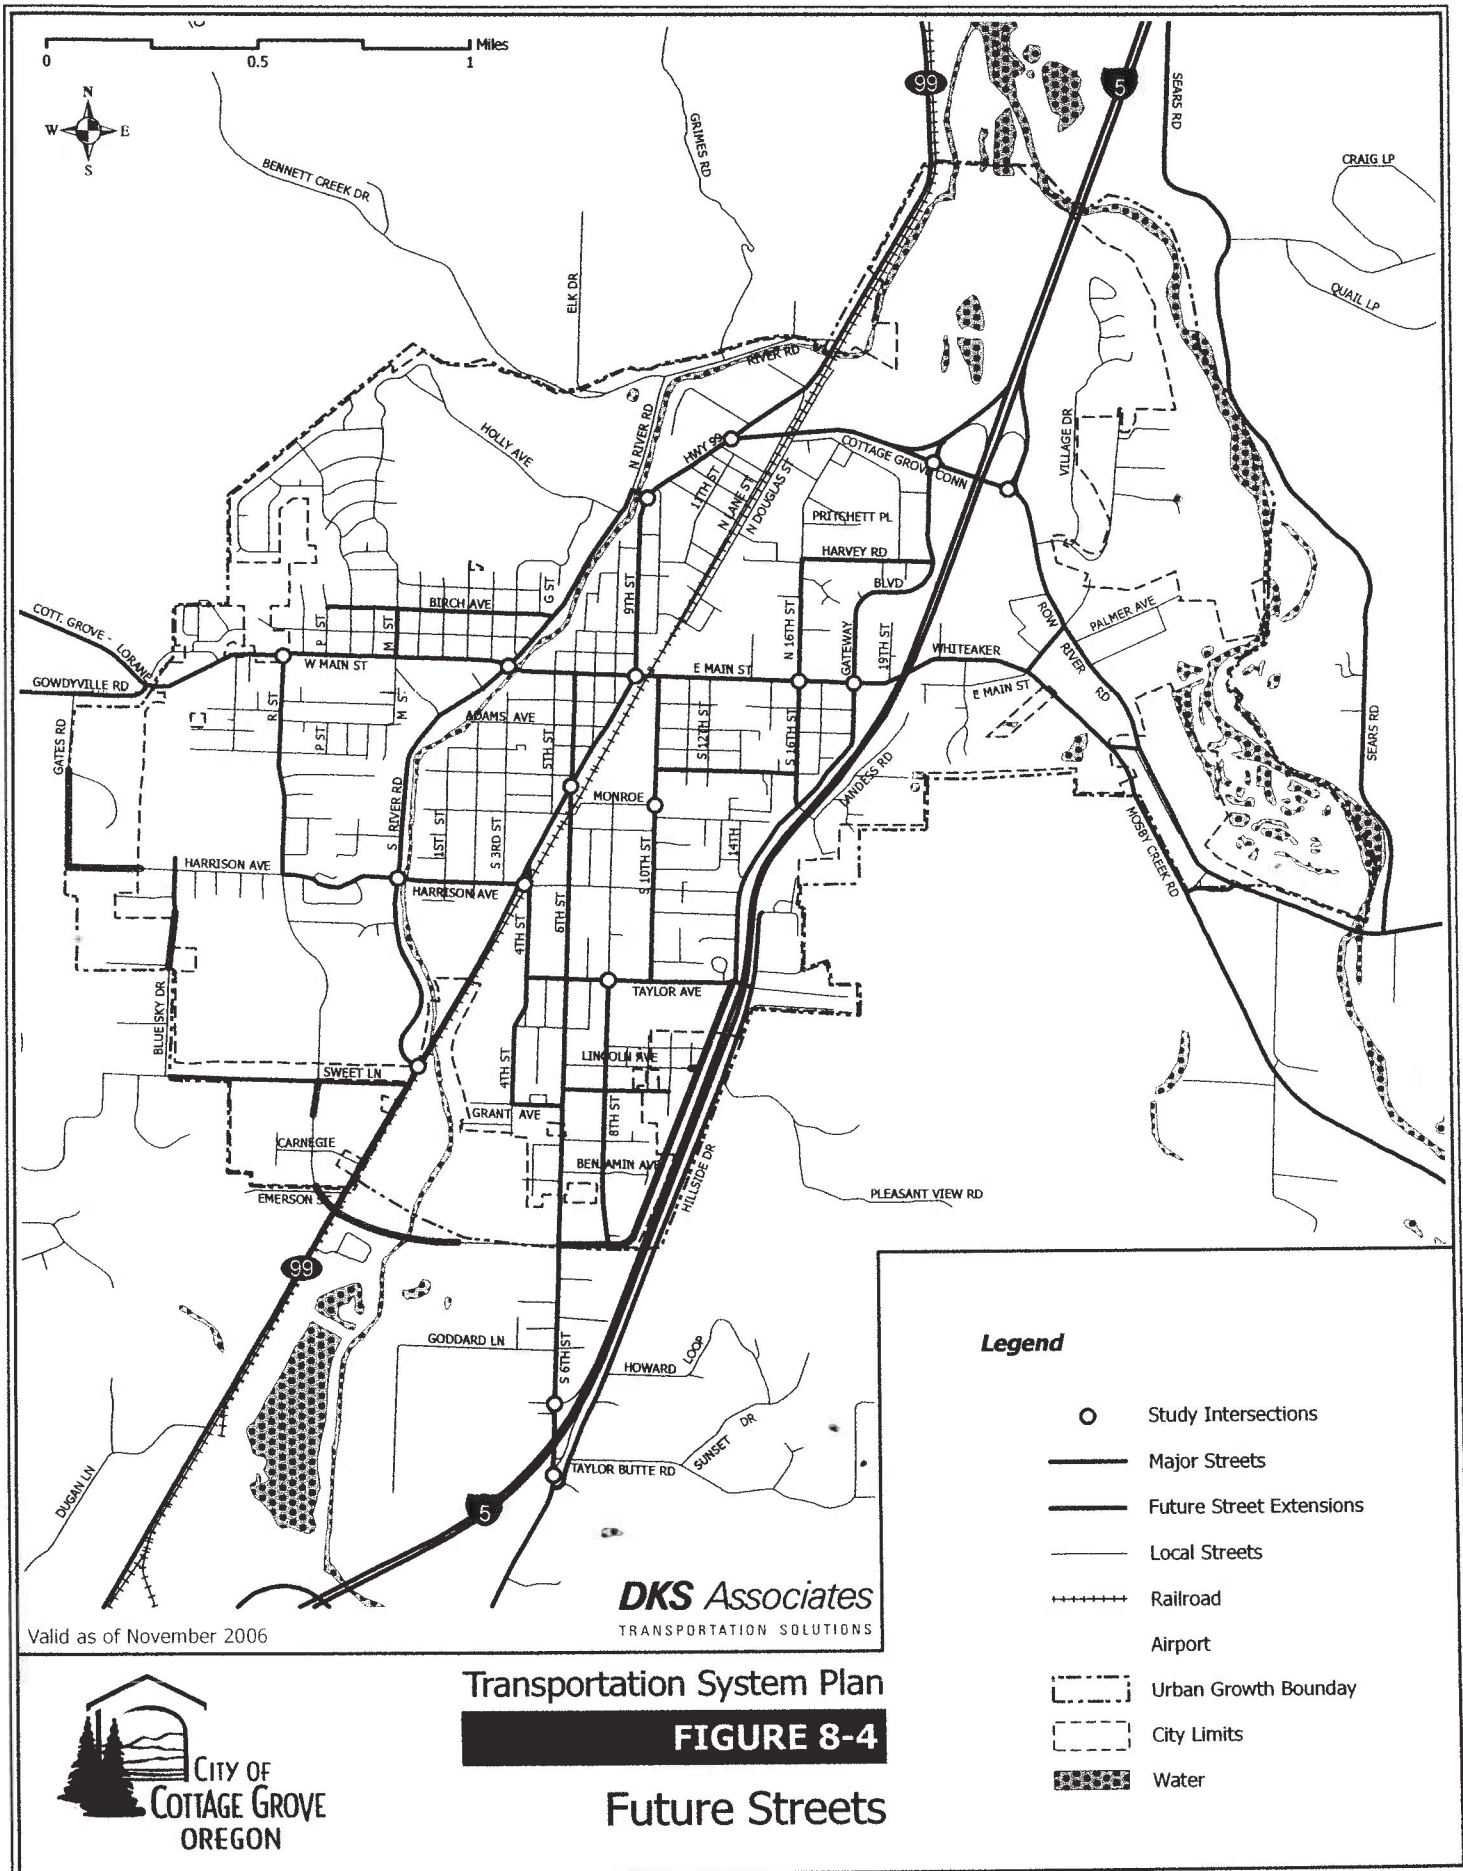 Miles
0 0.5 1
N
W E
S
99
5
SEARS RD
CRAIG LP
QUAIL LP
GRIMES RD
BENNETT CREEK DR
ELK DR
RIVER RD
N RIVER RD
HOLLY AVE
HWY 99
11TH ST
N LANE ST
N DOUGLAS ST
COTTAGE GROVE CONN
VILLAGE DR
PRITCHETT PL
HARVEY RD
BLVD
G ST
9TH ST
BIRCH AVE
P ST
M ST
N 16TH ST
GATEWAY
19TH ST
ROW
RIVER
RD
PALMER AVE
COTT. GROVE - LORANE
GOWDYVILLE RD
W MAIN ST
E MAIN ST
WHITEAKER
E MAIN ST
R ST
P ST
M S
ADAMS AVE
5TH ST
S 12TH ST
S 16TH ST
GATES RD
SEARS RD
LANDESS RD
MONROE
S RIVER RD
1ST ST
S 3RD ST
14TH
S 10TH ST
MOSBY CREEK RD
HARRISON AVE
HARRISON AVE
4TH ST
6TH ST
TAYLOR AVE
BLUE SKY DR
SWEET LN
4TH ST
LINCOLN AVE
GRANT AVE
8TH ST
CARNEGIE
BENJAMIN AVE
HILLSIDE DR
EMERSON S
PLEASANT VIEW RD
99
GODDARD LN
S 6TH ST
HOWARD LOOP
SUNSET DR
TAYLOR BUTTE RD
DUGAN LN
5
Legend
Study Intersections
Major Streets
Future Street Extensions
Local Streets
Railroad
Airport
Urban Growth Bounday
City Limits
Water
DKS Associates
TRANSPORTATION SOLUTIONS
Valid as of November 2006
CITY OF
COTTAGE GROVE
OREGON
Transportation System Plan
FIGURE 8-4
Future Streets